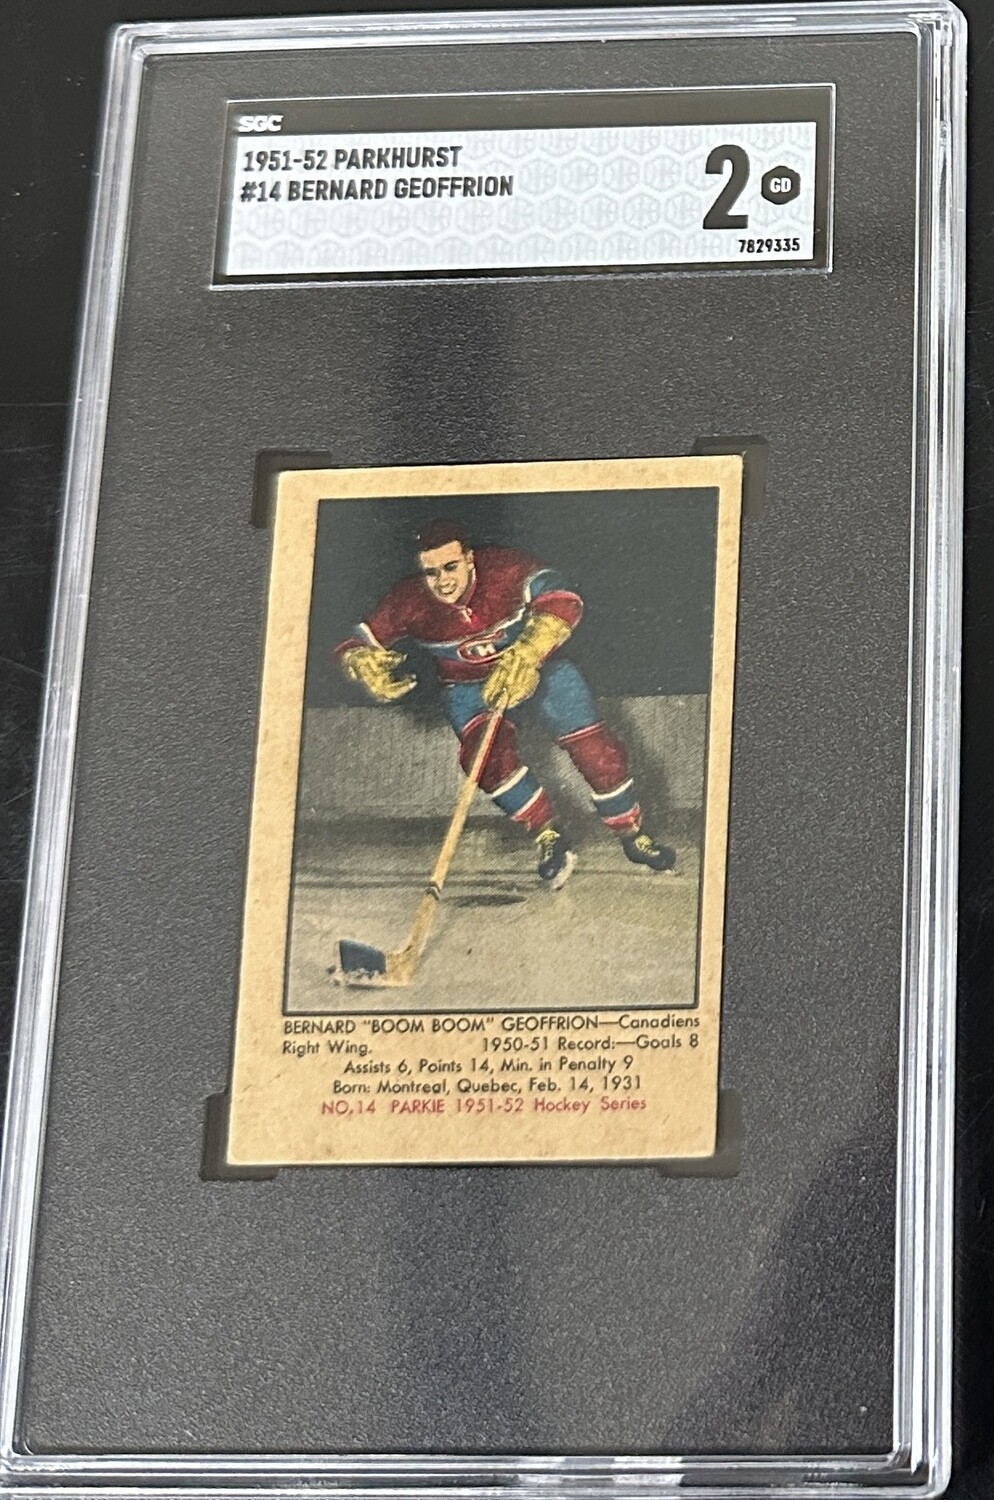 SGC
1951-52 PARKHURST
#14 BERNARD GEOFFRION
2 GD
7829335
CH
BERNARD "BOOM BOOM" GEOFFRION—Canadiens
Right Wing. 1950-51 Record:—Goals 8
Assists 6, Points 14, Min. in Penalty 9
Born: Montreal, Quebec, Feb. 14, 1931
NO.14 PARKIE 1951-52 Hockey Series